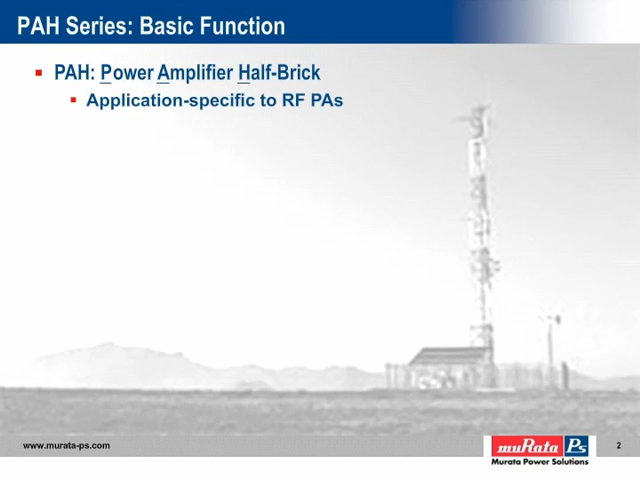 PAH Series: Basic Function
PAH: Power Amplifier Half-Brick
Application-specific to RF PAs
www.murata-ps.com
muRata Ps
Murata Power Solutions
2